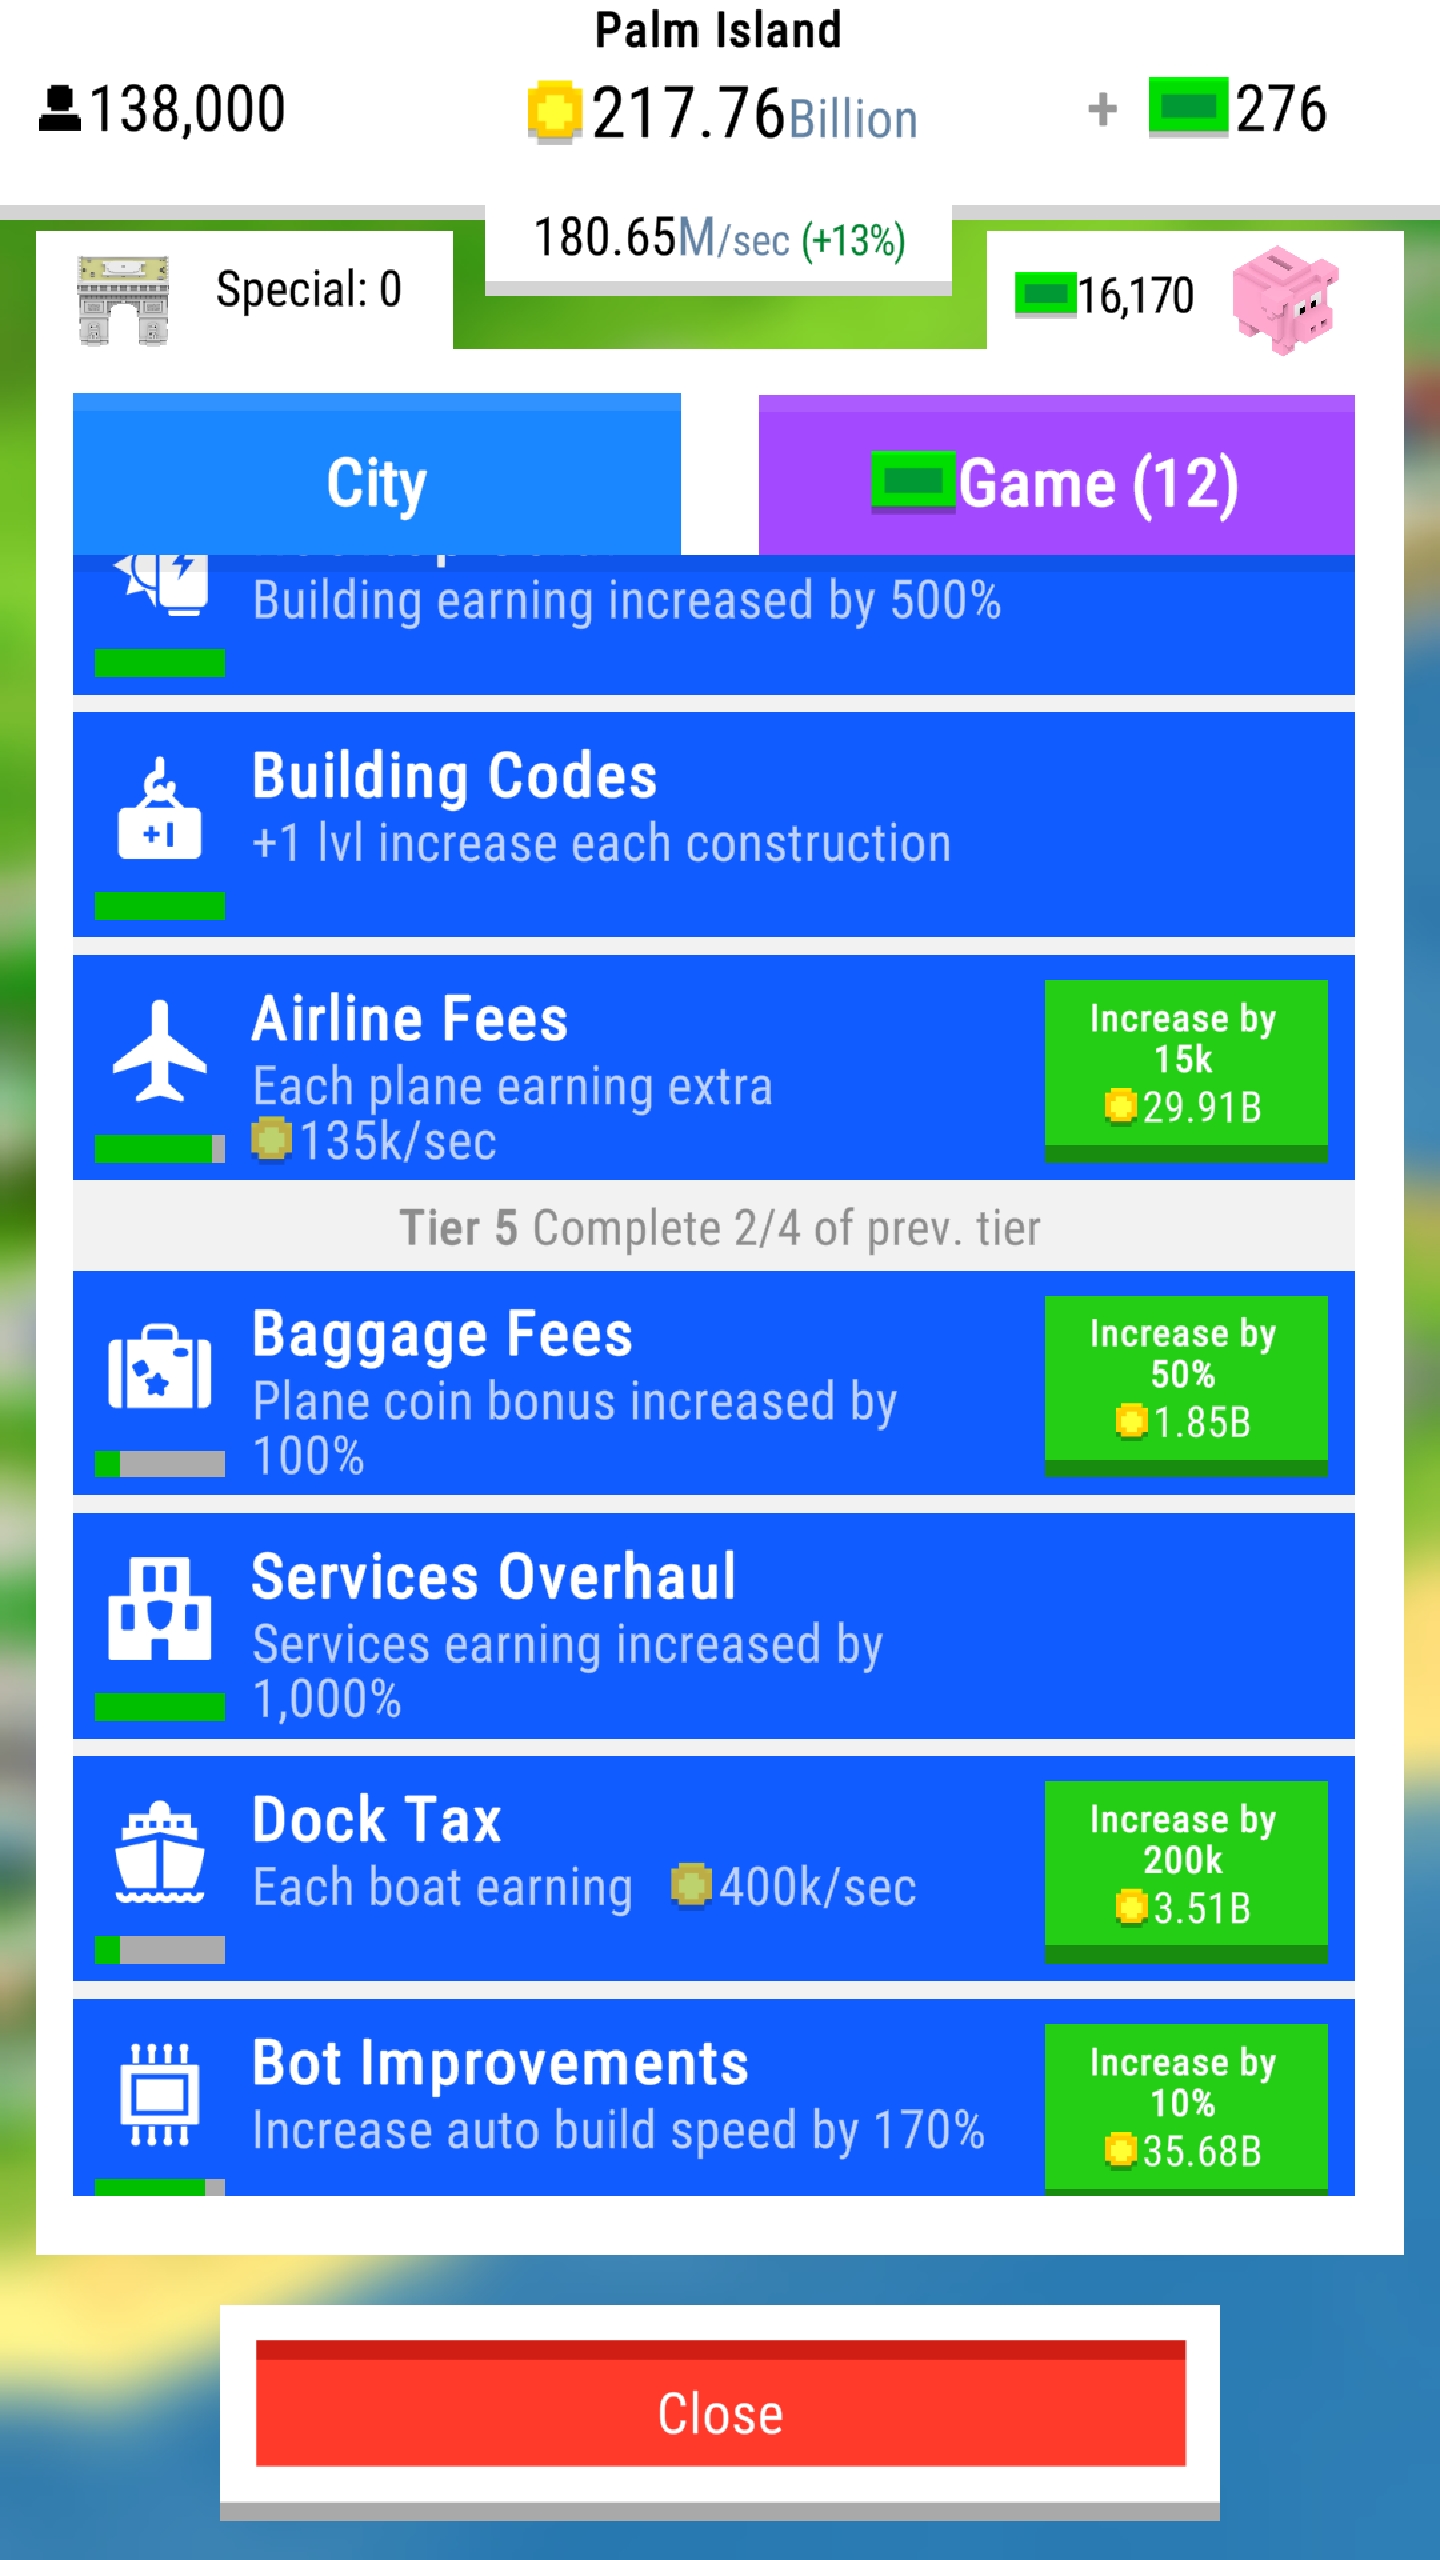 Palm Island
138,000
217.76Billion
+ 276
180.65M/sec (+13%)
Special: 0
16,170
City
Game (12)
Building earning increased by 500%
Building Codes
+1
+1 lvl increase each construction
Airline Fees
Each plane earning extra
135k/sec
Increase by
15k
29.91B
Tier 5 Complete 2/4 of prev. tier
Baggage Fees
Plane coin bonus increased by
100%
Increase by
50%
1.85B
Services Overhaul
Services earning increased by
1,000%
Dock Tax
Each boat earning 400k/sec
Increase by
200k
3.51B
Bot Improvements
Increase auto build speed by 170%
Increase by
10%
35.68B
Close